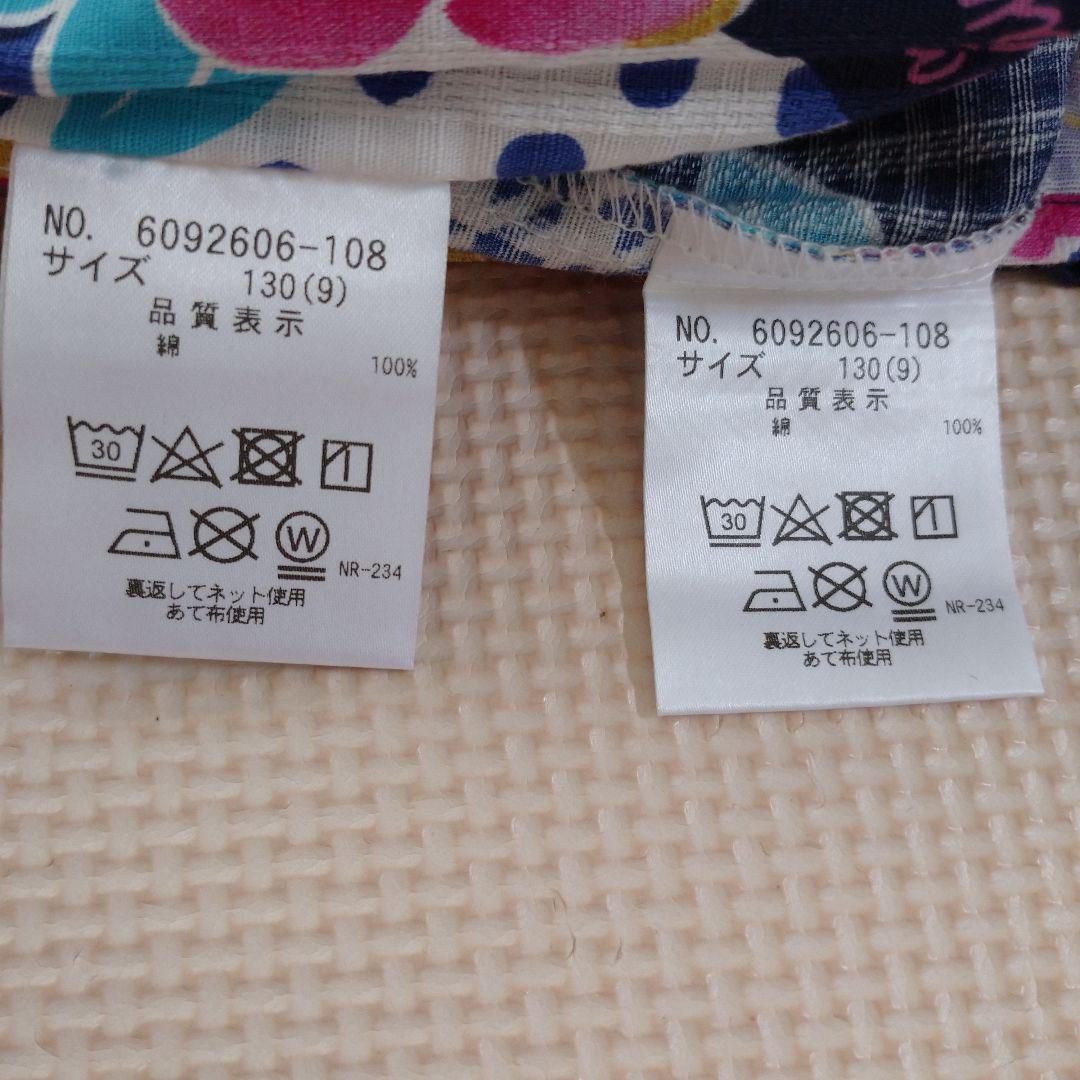 NO. 6092606-108
サイズ 130(9)
品質表示
綿 100%
30
W
NR-234
裏返してネット使用
あて布使用
NO. 6092606-108
サイズ 130(9)
品質表示
綿 100%
30
W
NR-234
裏返してネット使用
あて布使用